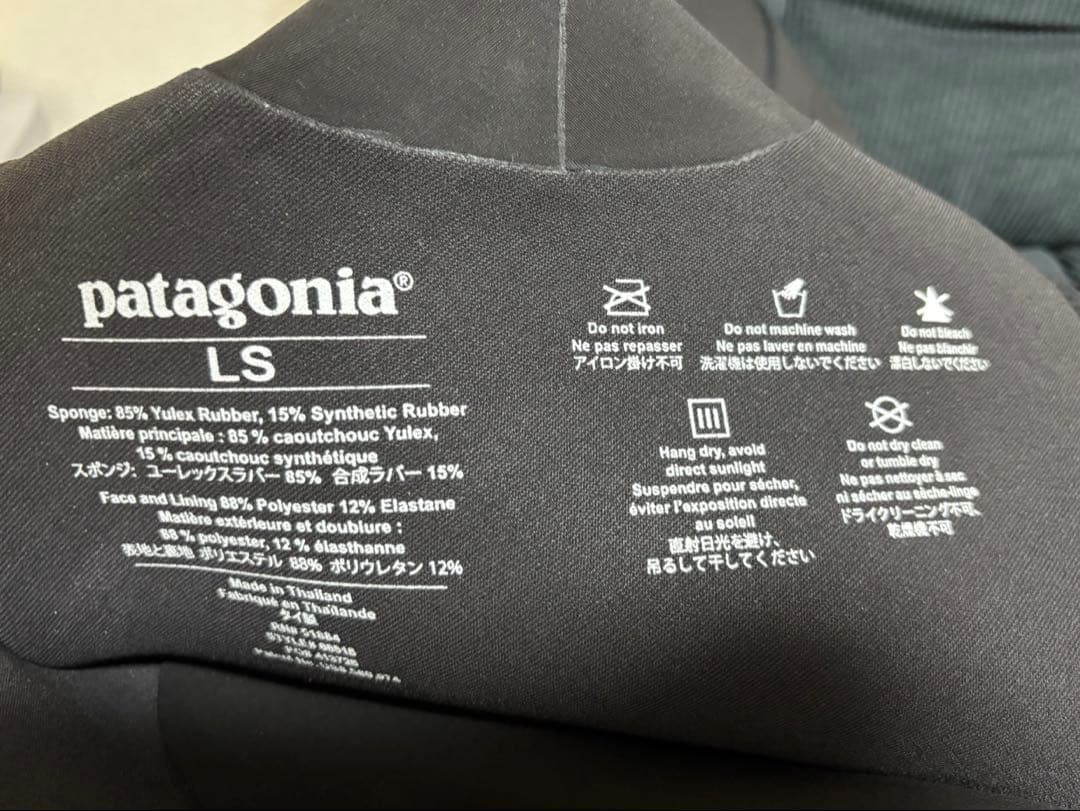 patagonia®
LS
Sponge: 85% Yulex Rubber, 15% Synthetic Rubber
Matière principale : 85 % caoutchouc Yulex,
15 % caoutchouc synthétique
スポンジ: ユーレックスラバー 85% 合成ラバー 15%
Face and Lining 88% Polyester 12% Elastane
Matière extérieure et doublure :
88 % polyester, 12 % élasthanne
表地と裏地 ポリエステル 88% ポリウレタン 12%
Made in Thailand
Fabriqué en Thaïlande
タイ製
Do not iron
Ne pas repasser
アイロン掛け不可
Do not machine wash
Ne pas laver en machine
洗濯機は使用しないでください
Do not bleach
Ne pas blanchir
漂白しないでください
Hang dry, avoid
direct sunlight
Suspendre pour sécher,
éviter l'exposition directe
au soleil
直射日光を避け、
吊るして干してください
Do not dry clean
or tumble dry
Ne pas nettoyer à sec
ni sécher au sèche-linge
ドライクリーニング不可、
乾燥機不可